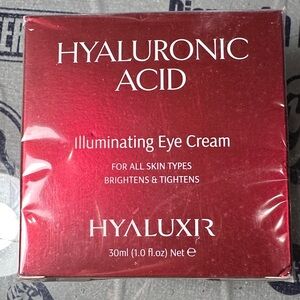 HYALURONIC
ACID
Illuminating Eye Cream
FOR ALL SKIN TYPES
BRIGHTENS & TIGHTENS
HYALUXIR
30ml (1.0 fl.oz) Net ℮